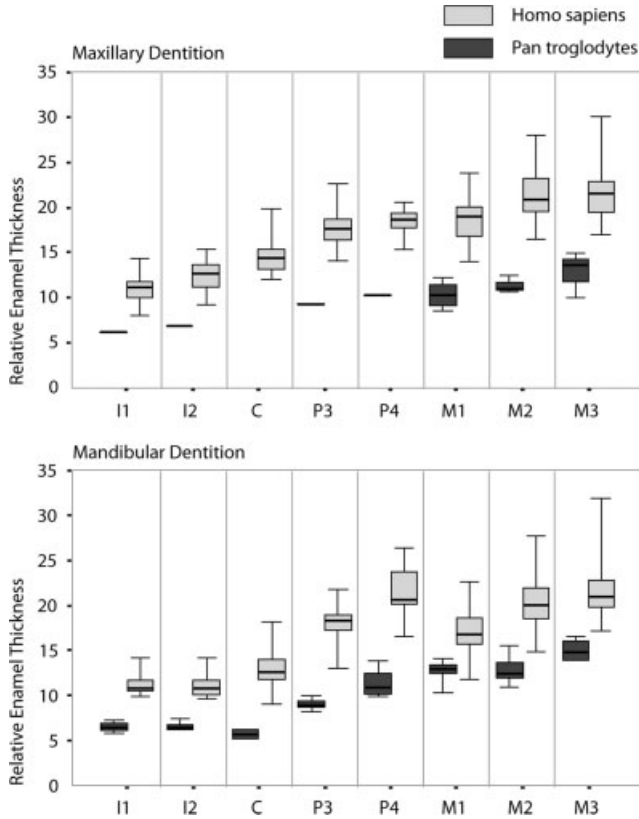 Homo sapiens
Maxillary Dentition
Pan troglodytes
35
30
25
20
15
10
5
0
Relative Enamel Thickness
I1 I2 C P3 P4 M1 M2 M3
Mandibular Dentition
35
30
25
20
15
10
5
0
Relative Enamel Thickness
I1 I2 C P3 P4 M1 M2 M3